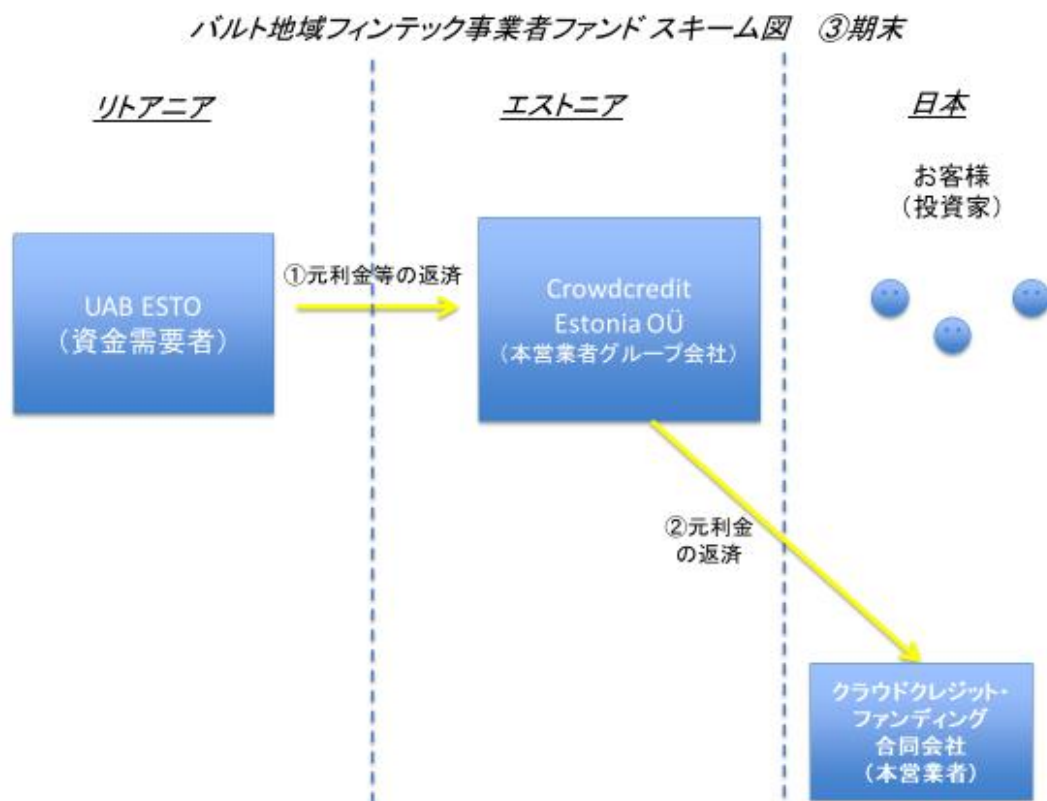 バルト地域フィンテック事業者ファンド スキーム図　③期末
リトアニア
エストニア
日本
お客様
（投資家）
UAB ESTO
（資金需要者）
①元利金等の返済
Crowdcredit
Estonia OÜ
（本営業者グループ会社）
②元利金
の返済
クラウドクレジット・
ファンディング
合同会社
（本営業者）